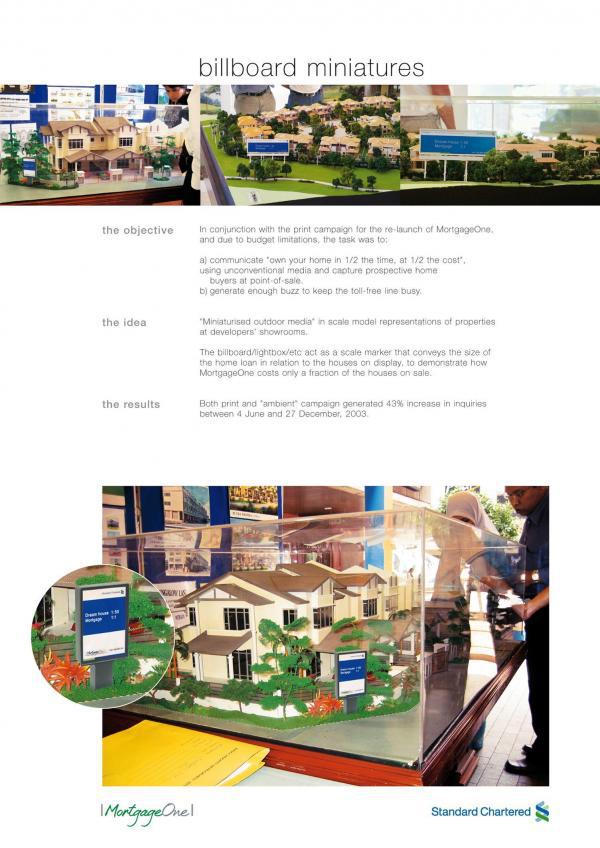 billboard miniatures
the objective
In conjunction with the print campaign for the re-launch of MortgageOne,
and due to budget limitations, the task was to:
a) communicate "own your home in 1/2 the time, at 1/2 the cost",
using unconventional media and capture prospective home
buyers at point-of-sale.
b) generate enough buzz to keep the toll-free line busy.
the idea
"Miniaturised outdoor media" in scale model representations of properties
at developers' showrooms.
The billboard/lightbox/etc act as a scale marker that conveys the size of
the home loan in relation to the houses on display, to demonstrate how
MortgageOne costs only a fraction of the houses on sale.
the results
Both print and "ambient" campaign generated 43% increase in inquiries
between 4 June and 27 December, 2003.
Dream house 1:50
Mortgage 1:1
|MortgageOne|
Standard Chartered